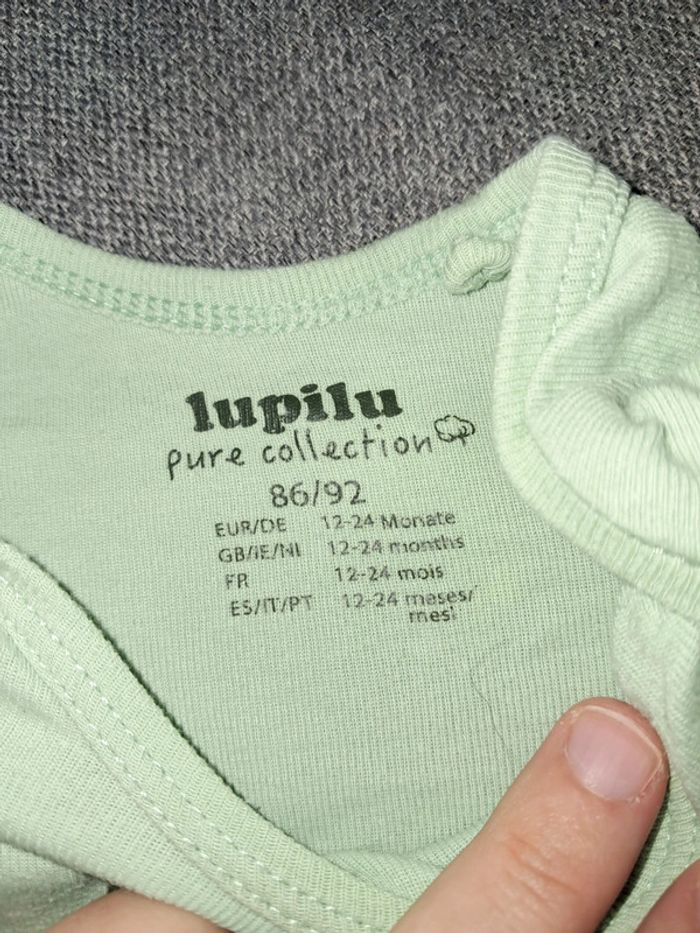 lupilu
pure collection
86/92
EUR/DE 12-24 Monate
GB/IE/NI 12-24 months
FR 12-24 mois
ES/IT/PT 12-24 meses/
mesi